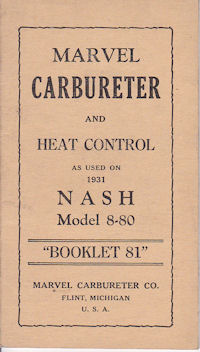 MARVEL
CARBURETER
AND
HEAT CONTROL
AS USED ON
1931
NASH
Model 8-80
"BOOKLET 81"
MARVEL CARBURETER CO.
FLINT, MICHIGAN
U. S. A.